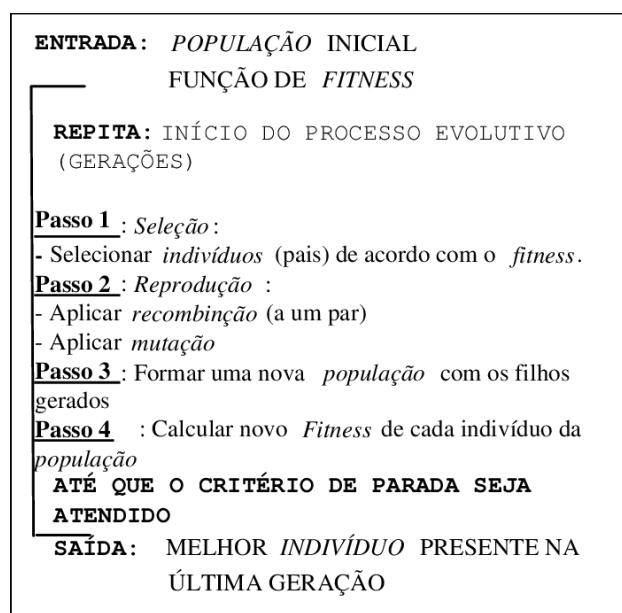 ENTRADA: POPULAÇÃO INICIAL
FUNÇÃO DE FITNESS
REPITA: INÍCIO DO PROCESSO EVOLUTIVO
(GERAÇÕES)
Passo 1 : Seleção :
- Selecionar indivíduos (pais) de acordo com o fitness.
Passo 2 : Reprodução :
- Aplicar recombinção (a um par)
- Aplicar mutação
Passo 3 : Formar uma nova população com os filhos
gerados
Passo 4 : Calcular novo Fitness de cada indivíduo da
população
ATÉ QUE O CRITÉRIO DE PARADA SEJA
ATENDIDO
SAÍDA: MELHOR INDIVÍDUO PRESENTE NA
ÚLTIMA GERAÇÃO